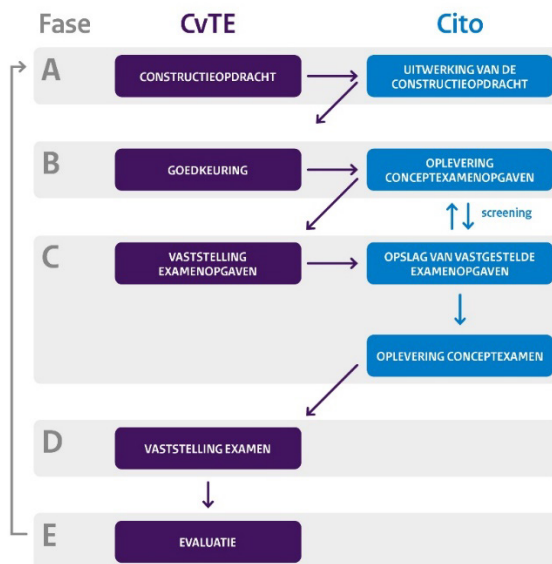 Fase CvTE Cito
A
CONSTRUCTIEOPDRACHT
UITWERKING VAN DE
CONSTRUCTIEOPDRACHT
B
GOEDKEURING
OPLEVERING
CONCEPTEXAMENOPGAVEN
screening
C
VASTSTELLING
EXAMENOPGAVEN
OPSLAG VAN VASTGESTELDE
EXAMENOPGAVEN
OPLEVERING CONCEPTEXAMEN
D
VASTSTELLING EXAMEN
E
EVALUATIE